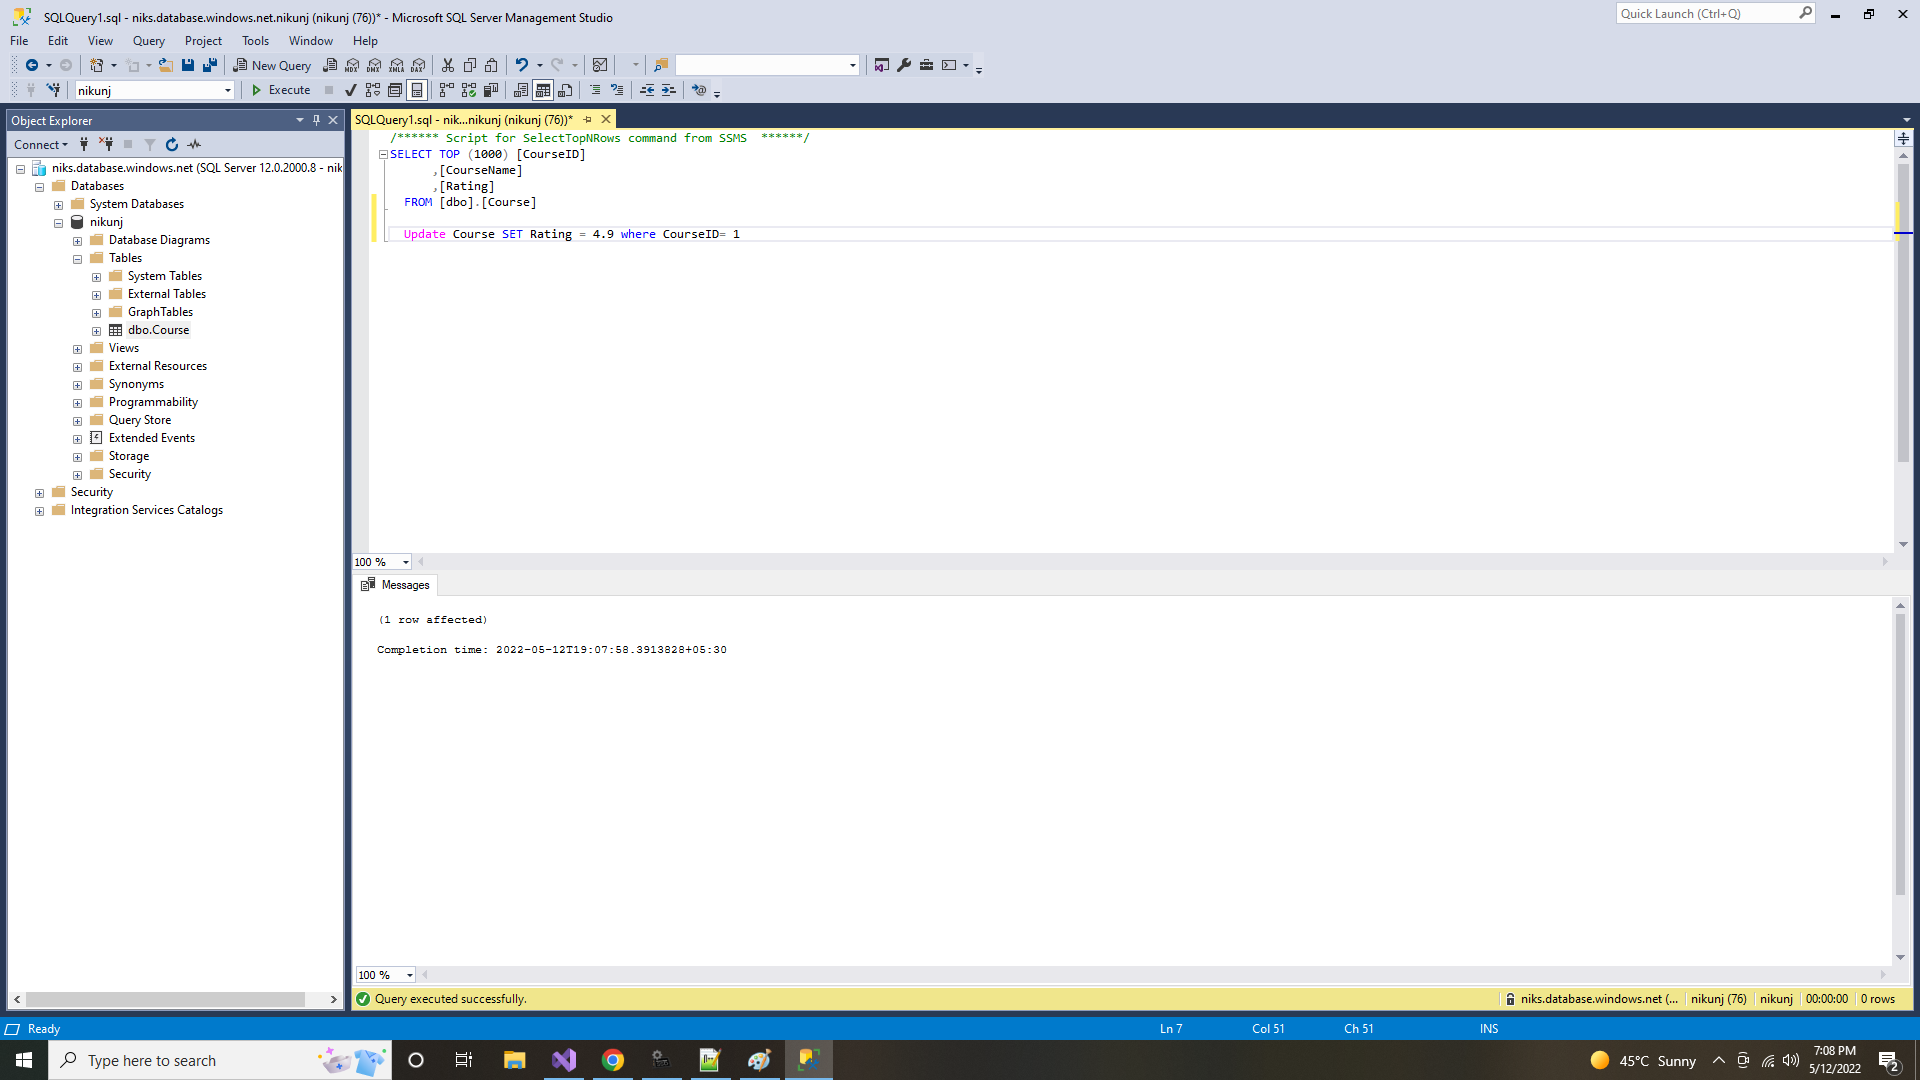 SQLQuery1.sql - niks.database.windows.net.nikunj (nikunj (76))* - Microsoft SQL Server Management Studio
Quick Launch (Ctrl+Q)
File Edit View Query Project Tools Window Help
New Query
MDX DMX XMLA DAX
nikunj
Execute
Object Explorer
Connect
niks.database.windows.net (SQL Server 12.0.2000.8 - nik
Databases
System Databases
nikunj
Database Diagrams
Tables
System Tables
External Tables
GraphTables
dbo.Course
Views
External Resources
Synonyms
Programmability
Query Store
Extended Events
Storage
Security
Security
Integration Services Catalogs
SQLQuery1.sql - nik...nikunj (nikunj (76))*
/****** Script for SelectTopNRows command from SSMS ******/
SELECT TOP (1000) [CourseID]
,[CourseName]
,[Rating]
FROM [dbo].[Course]
Update Course SET Rating = 4.9 where CourseID= 1
100 %
Messages
(1 row affected)
Completion time: 2022-05-12T19:07:58.3913828+05:30
100 %
Query executed successfully.
niks.database.windows.net (... nikunj (76) nikunj 00:00:00 0 rows
Ready
Ln 7 Col 51 Ch 51 INS
Type here to search
45°C Sunny
7:08 PM
5/12/2022
2